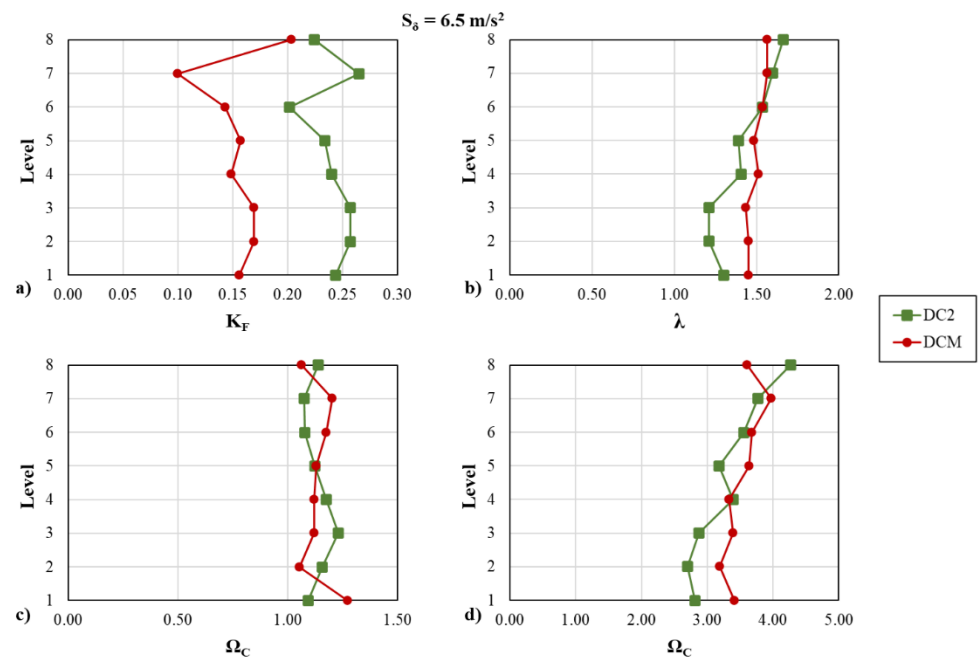 S_δ = 6.5 m/s²
8
7
6
5
4
3
2
1
Level
a)
0.00 0.05 0.10 0.15 0.20 0.25 0.30
K_F
8
7
6
5
4
3
2
1
Level
b)
0.00 0.50 1.00 1.50 2.00
λ
DC2
DCM
8
7
6
5
4
3
2
1
Level
c)
0.00 0.50 1.00 1.50
Ω_C
8
7
6
5
4
3
2
1
Level
d)
0.00 1.00 2.00 3.00 4.00 5.00
Ω_C